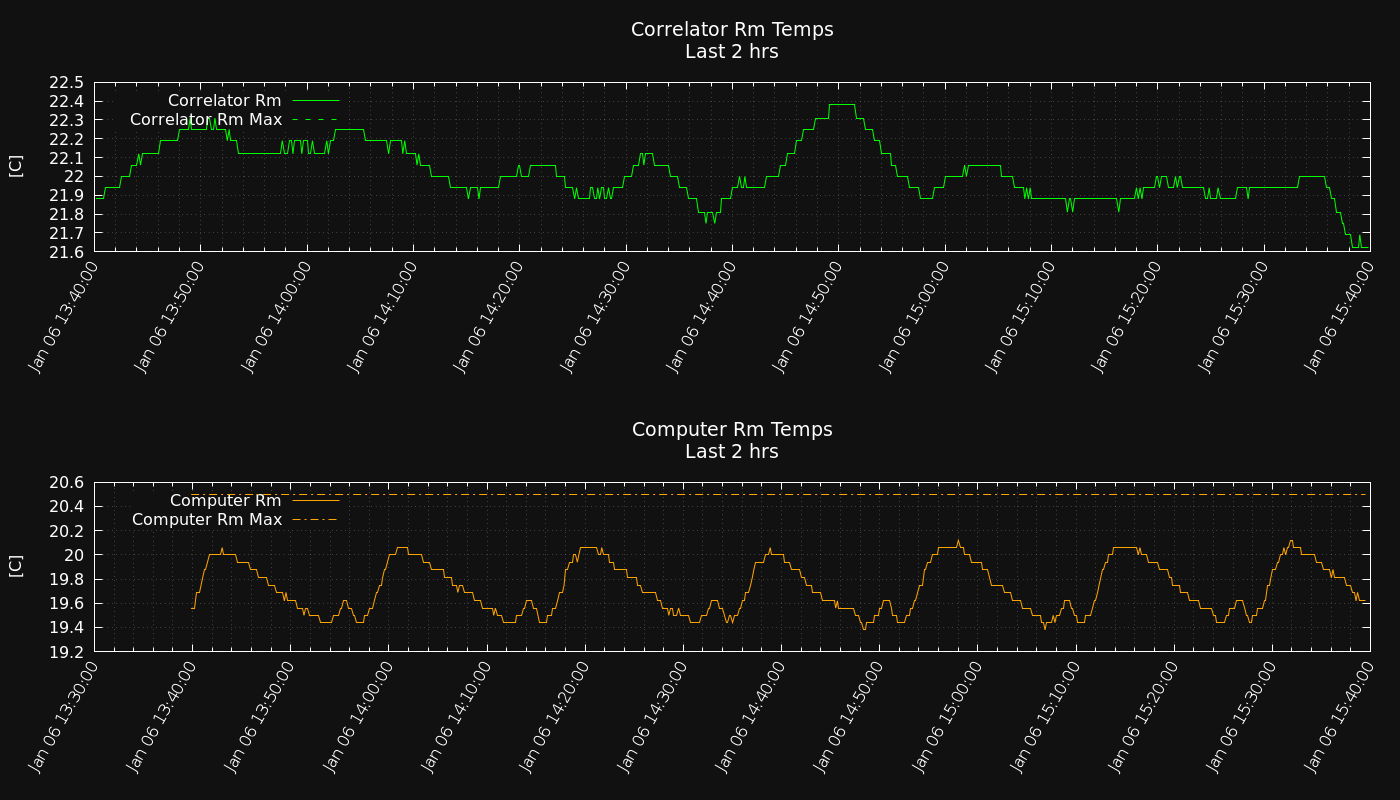 Correlator Rm Temps
Last 2 hrs
[C]
22.5
22.4
22.3
22.2
22.1
22
21.9
21.8
21.7
21.6
Correlator Rm
Correlator Rm Max
Jan 06 13:40:00
Jan 06 13:50:00
Jan 06 14:00:00
Jan 06 14:10:00
Jan 06 14:20:00
Jan 06 14:30:00
Jan 06 14:40:00
Jan 06 14:50:00
Jan 06 15:00:00
Jan 06 15:10:00
Jan 06 15:20:00
Jan 06 15:30:00
Jan 06 15:40:00
Computer Rm Temps
Last 2 hrs
[C]
20.6
20.4
20.2
20
19.8
19.6
19.4
19.2
Computer Rm
Computer Rm Max
Jan 06 13:30:00
Jan 06 13:40:00
Jan 06 13:50:00
Jan 06 14:00:00
Jan 06 14:10:00
Jan 06 14:20:00
Jan 06 14:30:00
Jan 06 14:40:00
Jan 06 14:50:00
Jan 06 15:00:00
Jan 06 15:10:00
Jan 06 15:20:00
Jan 06 15:30:00
Jan 06 15:40:00